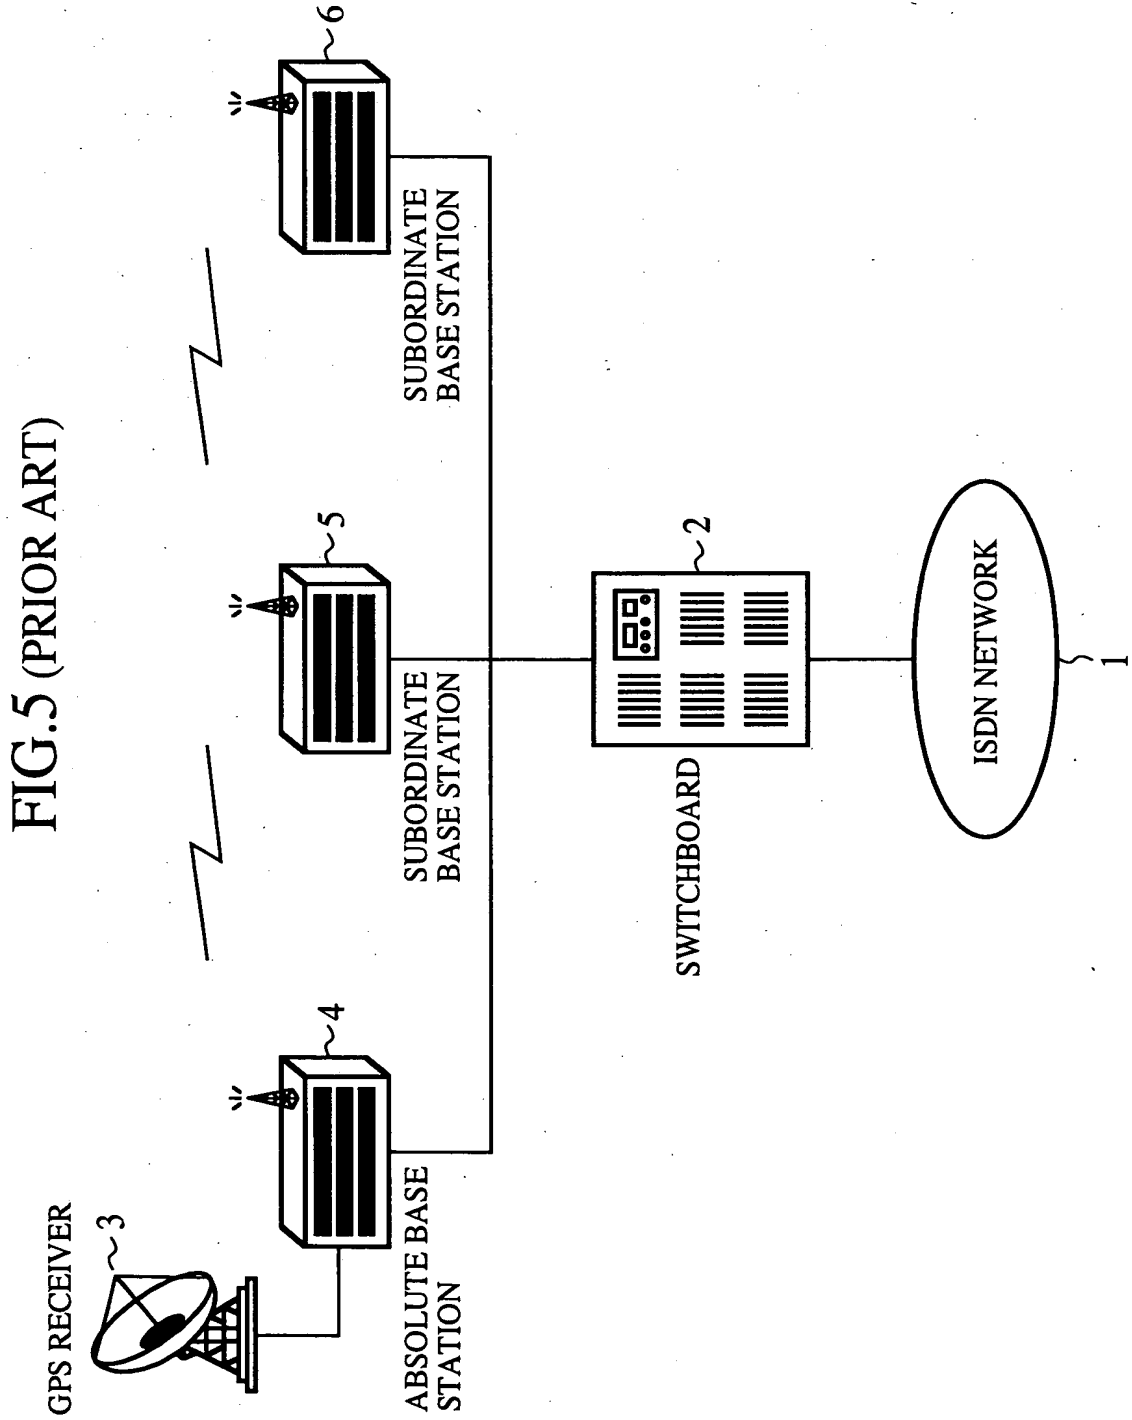 FIG.5 (PRIOR ART)
GPS RECEIVER
3
4
5
6
ABSOLUTE BASE
STATION
SUBORDINATE
BASE STATION
SUBORDINATE
BASE STATION
SWITCHBOARD
2
ISDN NETWORK
1